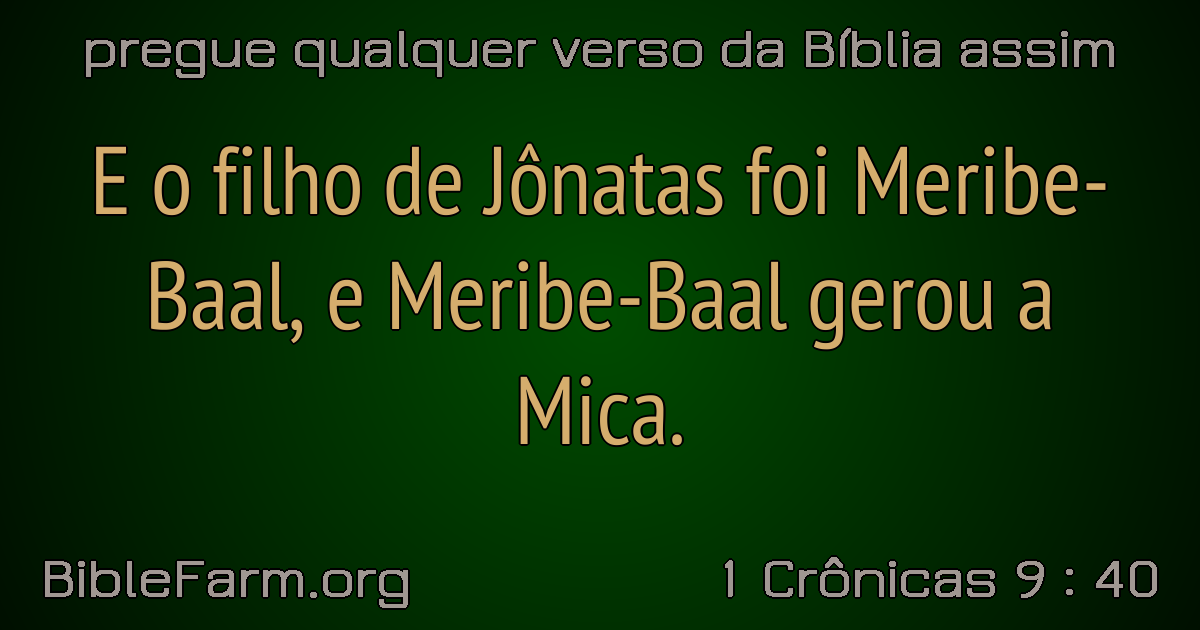 pregue qualquer verso da Bíblia assim
E o filho de Jônatas foi Meribe-
Baal, e Meribe-Baal gerou a
Mica.
BibleFarm.org
1 Crônicas 9 : 40